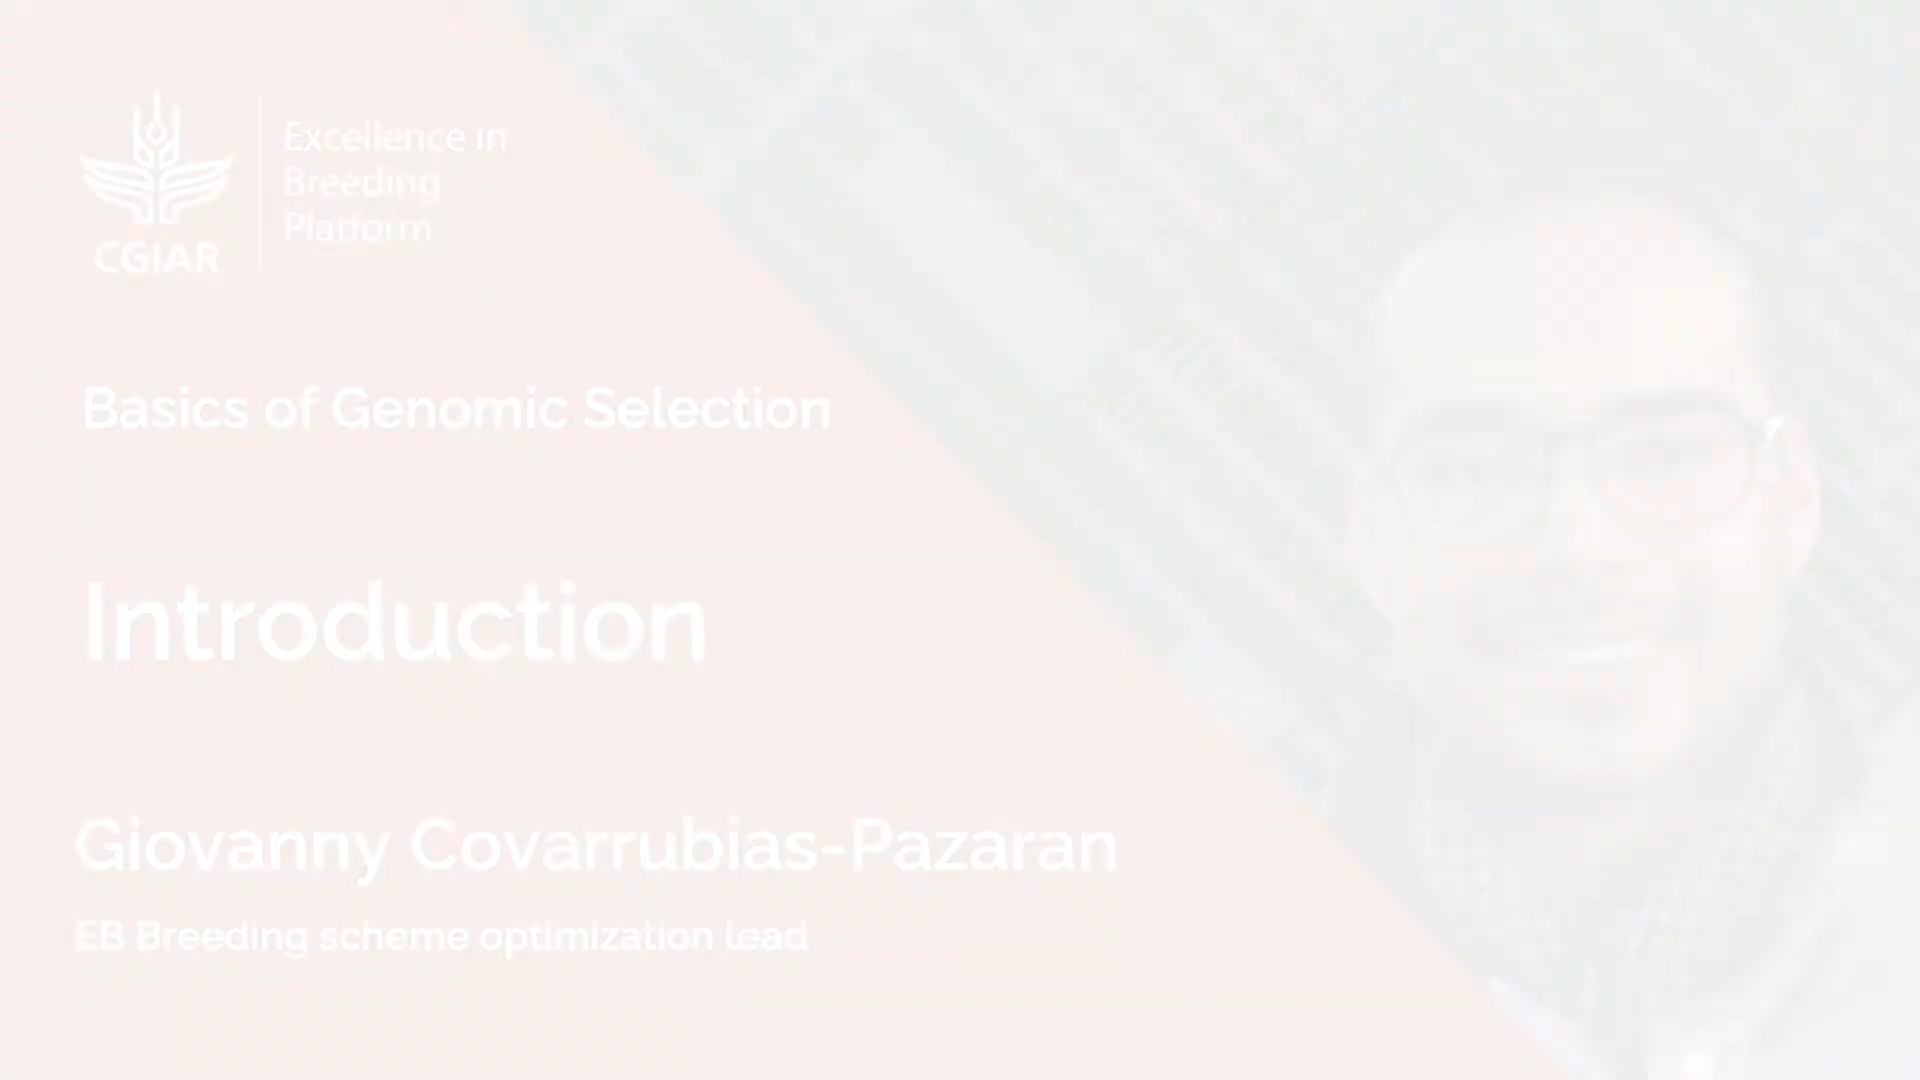 Excellence in
Breeding
Platform
CGIAR
Basics of Genomic Selection
Introduction
Giovanny Covarrubias-Pazaran
EB Breeding scheme optimization lead